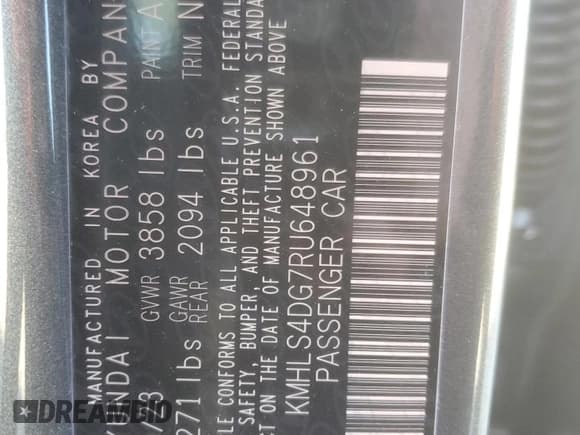 MANUFACTURED IN KOREA BY
MOTOR COMPAN
GVWR 3858 lbs PAINT A
271 lbs GAWR REAR 2094 lbs TRIM N
LE CONFORMS TO ALL APPLICABLE U.S.A. FEDERAL
SAFETY, BUMPER, AND THEFT PREVENTION STANDA
CT ON THE DATE OF MANUFACTURE SHOWN ABOVE
KMHLS4DG7RU648961
PASSENGER CAR
DREAMBID